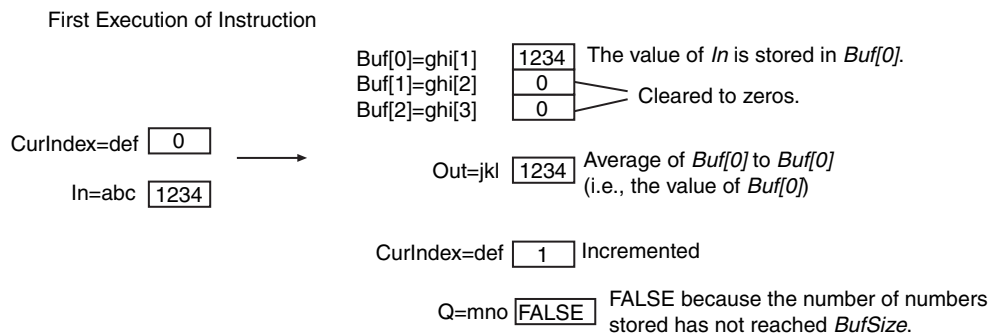 First Execution of Instruction
Buf[0]=ghi[1] 1234 The value of In is stored in Buf[0].
Buf[1]=ghi[2] 0
Cleared to zeros.
Buf[2]=ghi[3] 0
CurIndex=def 0
In=abc 1234
Out=jkl 1234 Average of Buf[0] to Buf[0]
(i.e., the value of Buf[0])
CurIndex=def 1 Incremented
Q=mno FALSE FALSE because the number of numbers
stored has not reached BufSize.